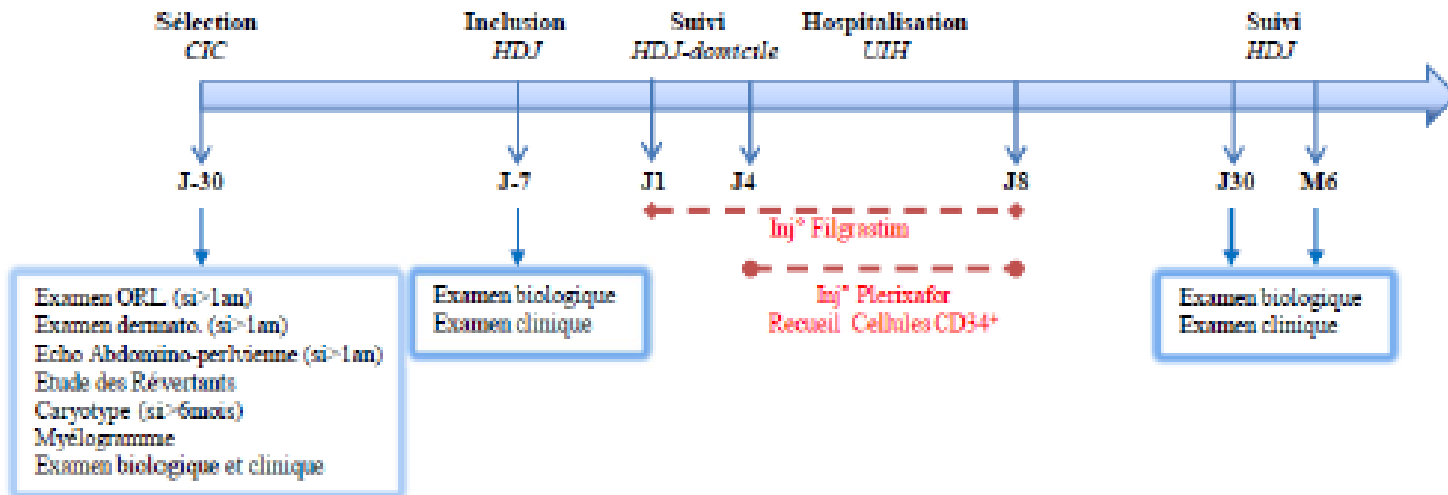 Sélection
CIC
Inclusion
HDJ
Suivi
HDJ-domicile
Hospitalisation
UIH
Suivi
HDJ
J-30
J-7
J1
J4
J8
J30
M6
Inj° Filgrastim
Inj° Plerixafor
Recueil Cellules CD34+
Examen ORL. (si>1an)
Examen dermato. (si>1an)
Echo Abdomino-perlvienne (si>1an)
Etude des Révertants
Caryotype (si>6mois)
Myélogramme
Examen biologique et clinique
Examen biologique
Examen clinique
Examen biologique
Examen clinique